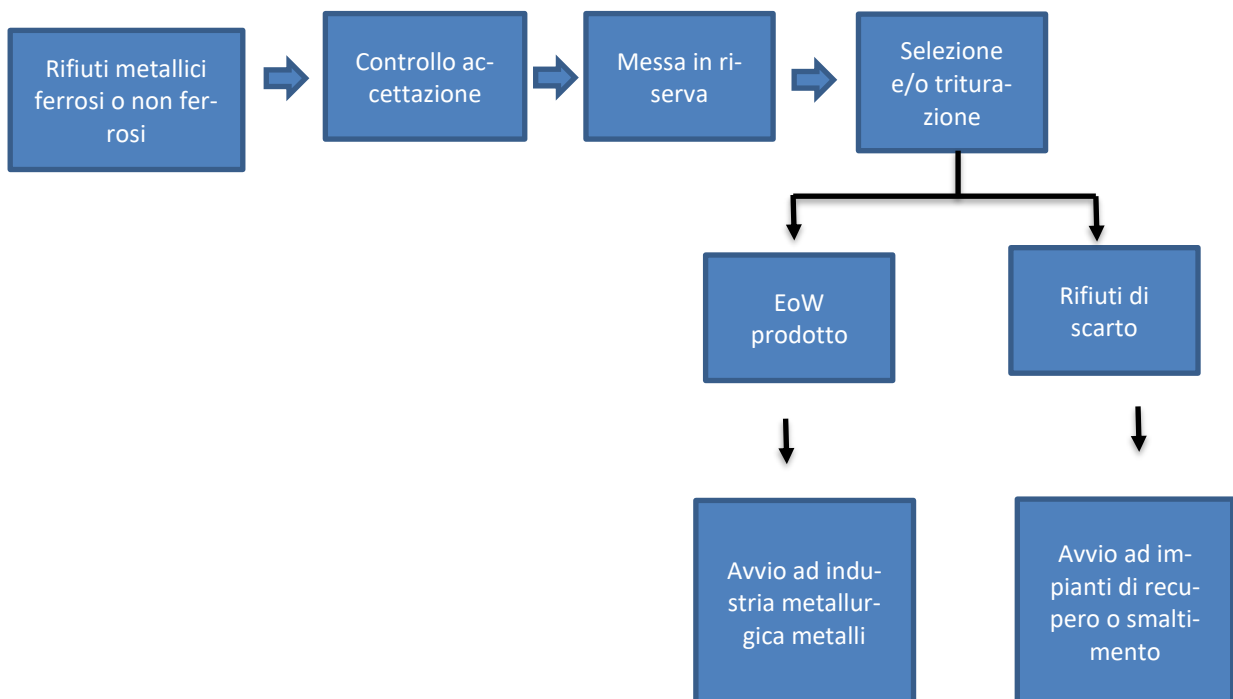 Rifiuti metallici
ferrosi o non fer-
rosi
Controllo ac-
cettazione
Messa in ri-
serva
Selezione
e/o tritura-
zione
EoW
prodotto
Rifiuti di
scarto
Avvio ad indu-
stria metallur-
gica metalli
Avvio ad im-
pianti di recu-
pero o smalti-
mento